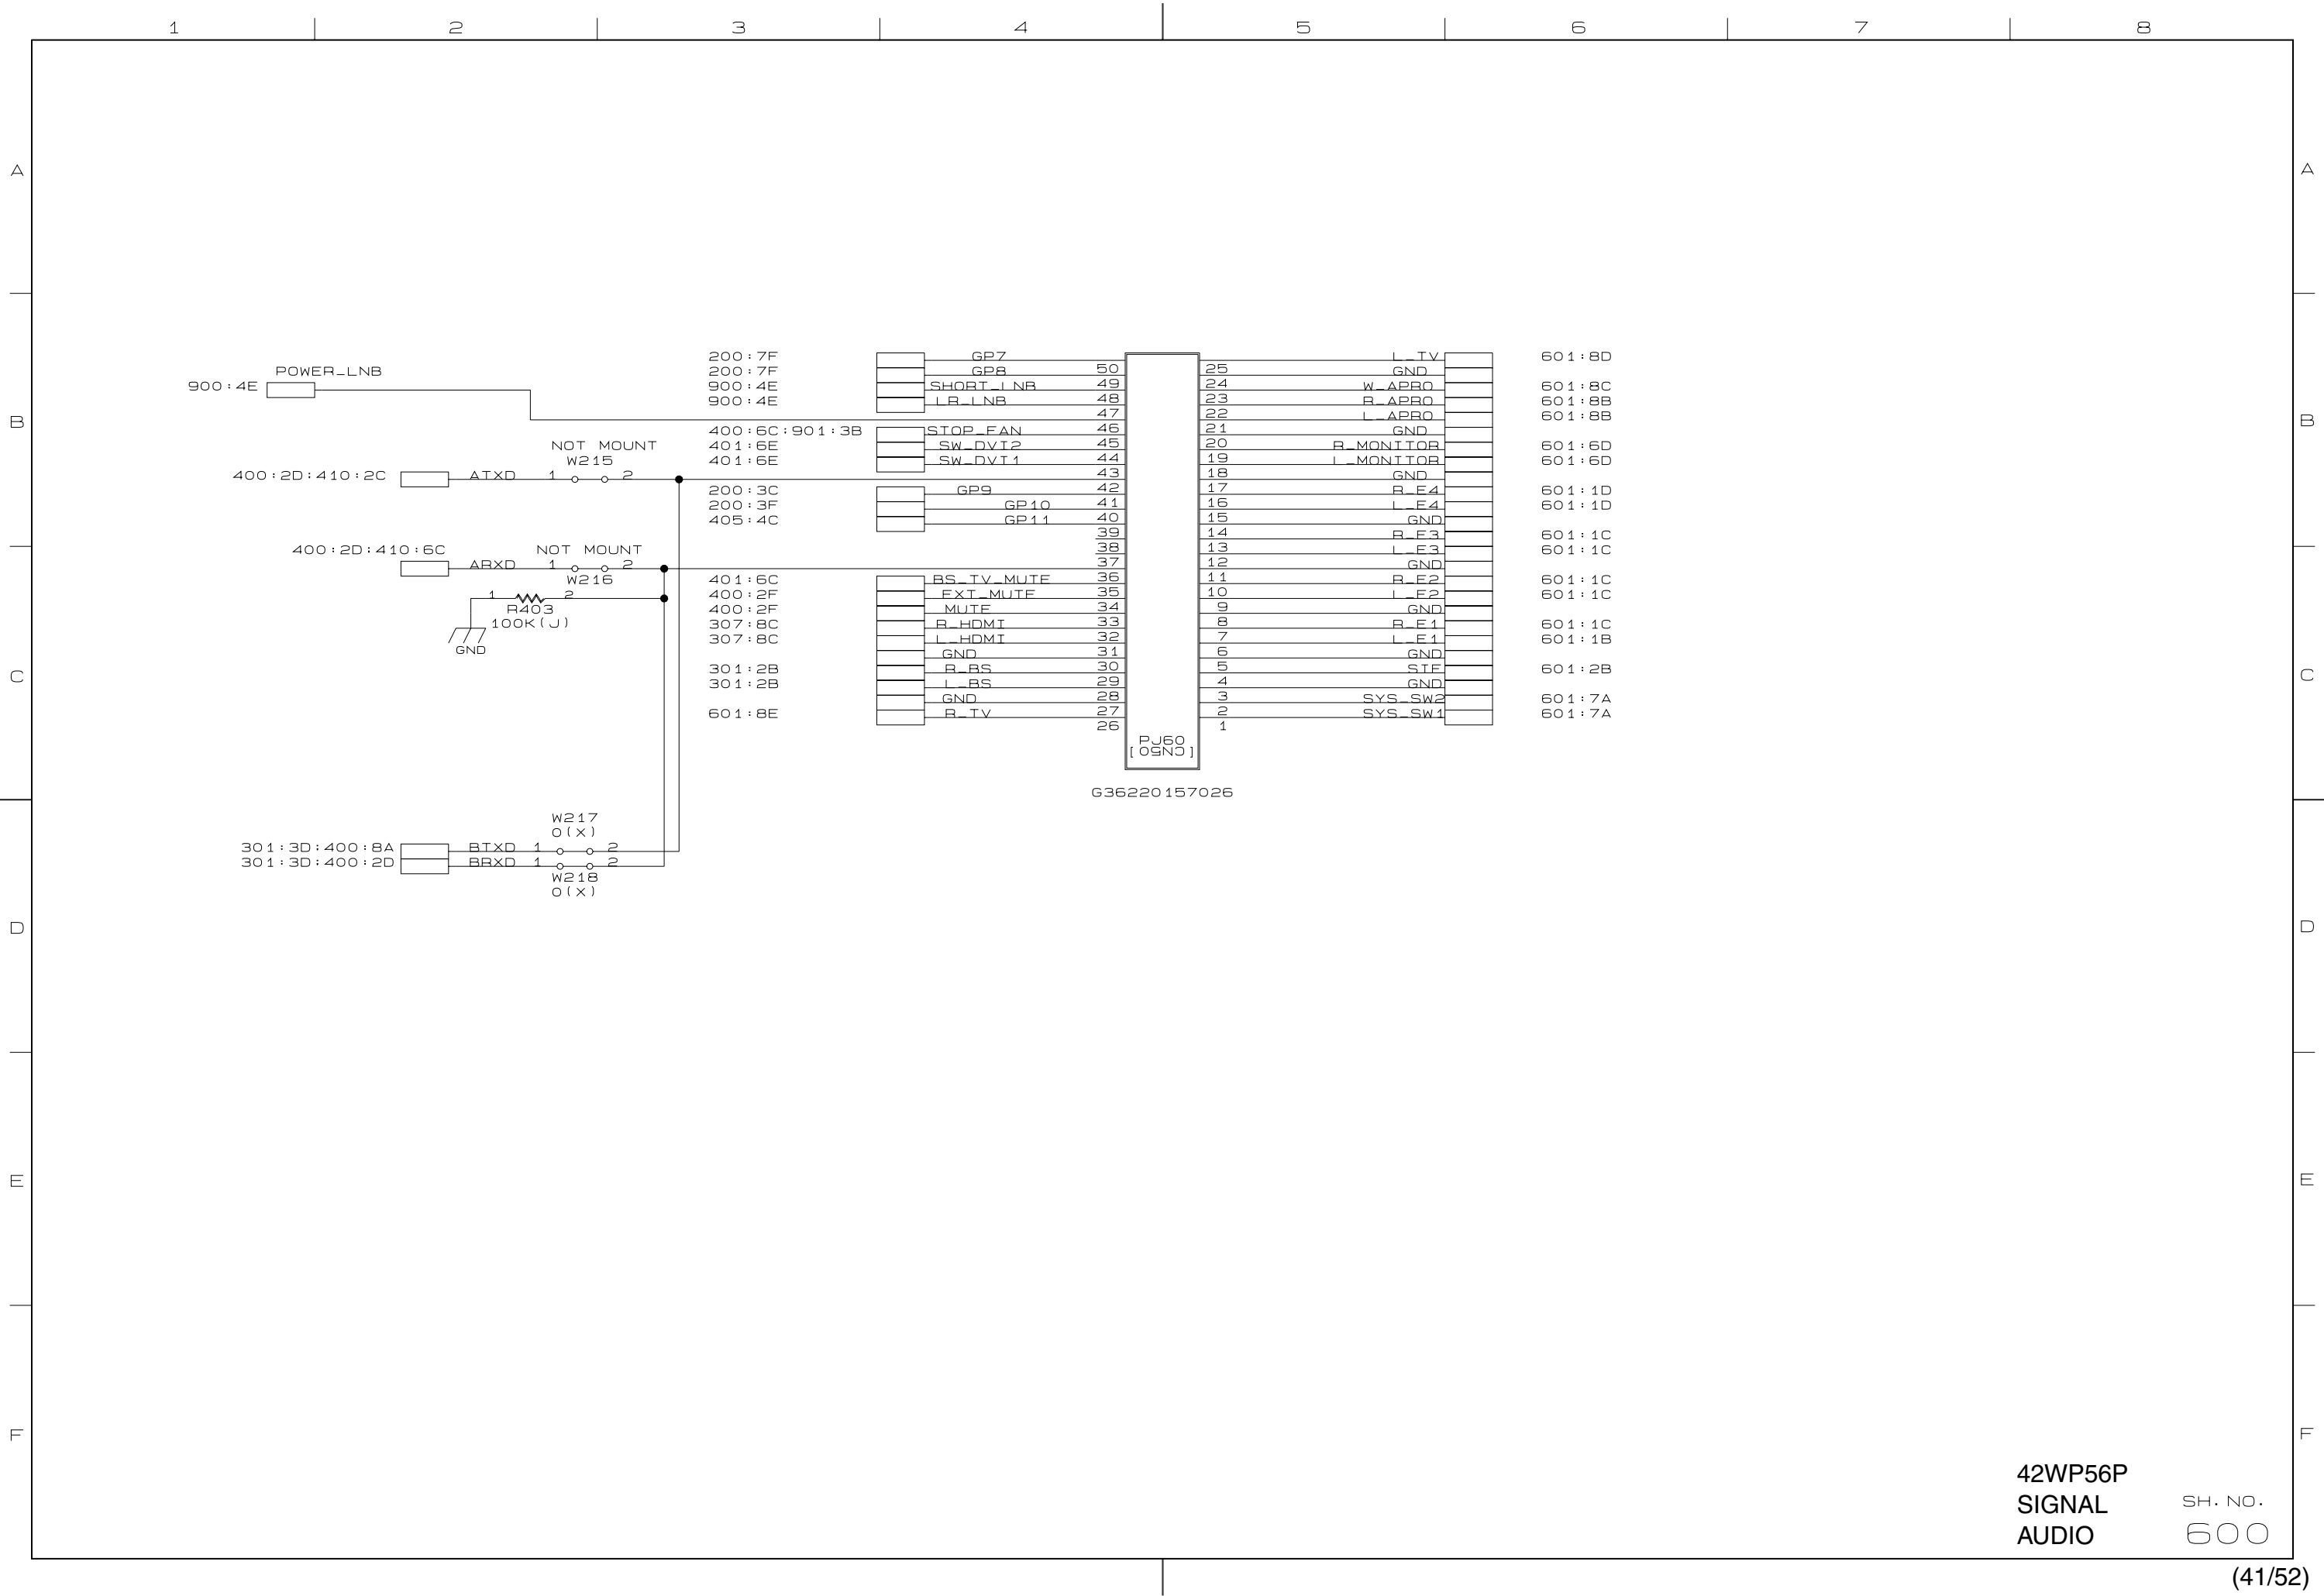 1 2 3 4 5 6 7 8
A A
B B
C C
D D
E E
F F
POWER_LNB
900:4E
NOT MOUNT
W215
400:2D:410:2C ATXD 1 2
400:2D:410:6C NOT MOUNT
ARXD 1 2
W216
1 2
R403
100K(J)
GND
W217
0(X)
301:3D:400:8A BTXD 1 2
301:3D:400:2D BRXD 1 2
W218
0(X)
200:7F GP7 50
200:7F GP8 49
900:4E SHORT_LNB 48
900:4E LR_LNB 47
46
400:6C:901:3B STOP_FAN 45
401:6E SW_DVI2 44
401:6E SW_DVI1 43
42
200:3C GP9 41
200:3F GP10 40
405:4C GP11 39
38
37
36
401:6C BS_TV_MUTE 35
400:2F EXT_MUTE 34
400:2F MUTE 33
307:8C R_HDMI 32
307:8C L_HDMI 31
GND 30
301:2B R_BS 29
301:2B L_BS 28
GND 27
601:8E R_TV 26
25 L_TV 601:8D
24 GND
23 W_APRO 601:8C
22 R_APRO 601:8B
21 L_APRO 601:8B
20 GND
19 R_MONITOR 601:6D
18 L_MONITOR 601:6D
17 GND
16 R_E4 601:1D
15 L_E4 601:1D
14 GND
13 R_E3 601:1C
12 L_E3 601:1C
11 GND
10 R_E2 601:1C
9 L_E2 601:1C
8 GND
7 R_E1 601:1C
6 L_E1 601:1B
5 GND
4 SIF 601:2B
3 GND
2 SYS_SW2 601:7A
1 SYS_SW1 601:7A
PJ60
[CN50]
G36220157026
42WP56P
SIGNAL
AUDIO
SH.NO.
600
(41/52)